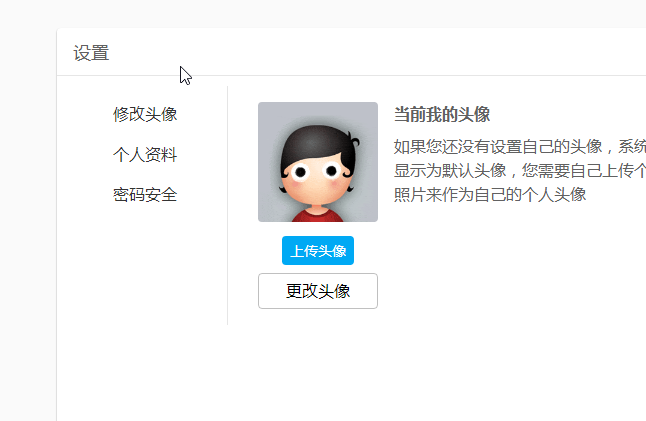 设置
修改头像
个人资料
密码安全
当前我的头像
如果您还没有设置自己的头像，系统
显示为默认头像，您需要自己上传个
照片来作为自己的个人头像
上传头像
更改头像